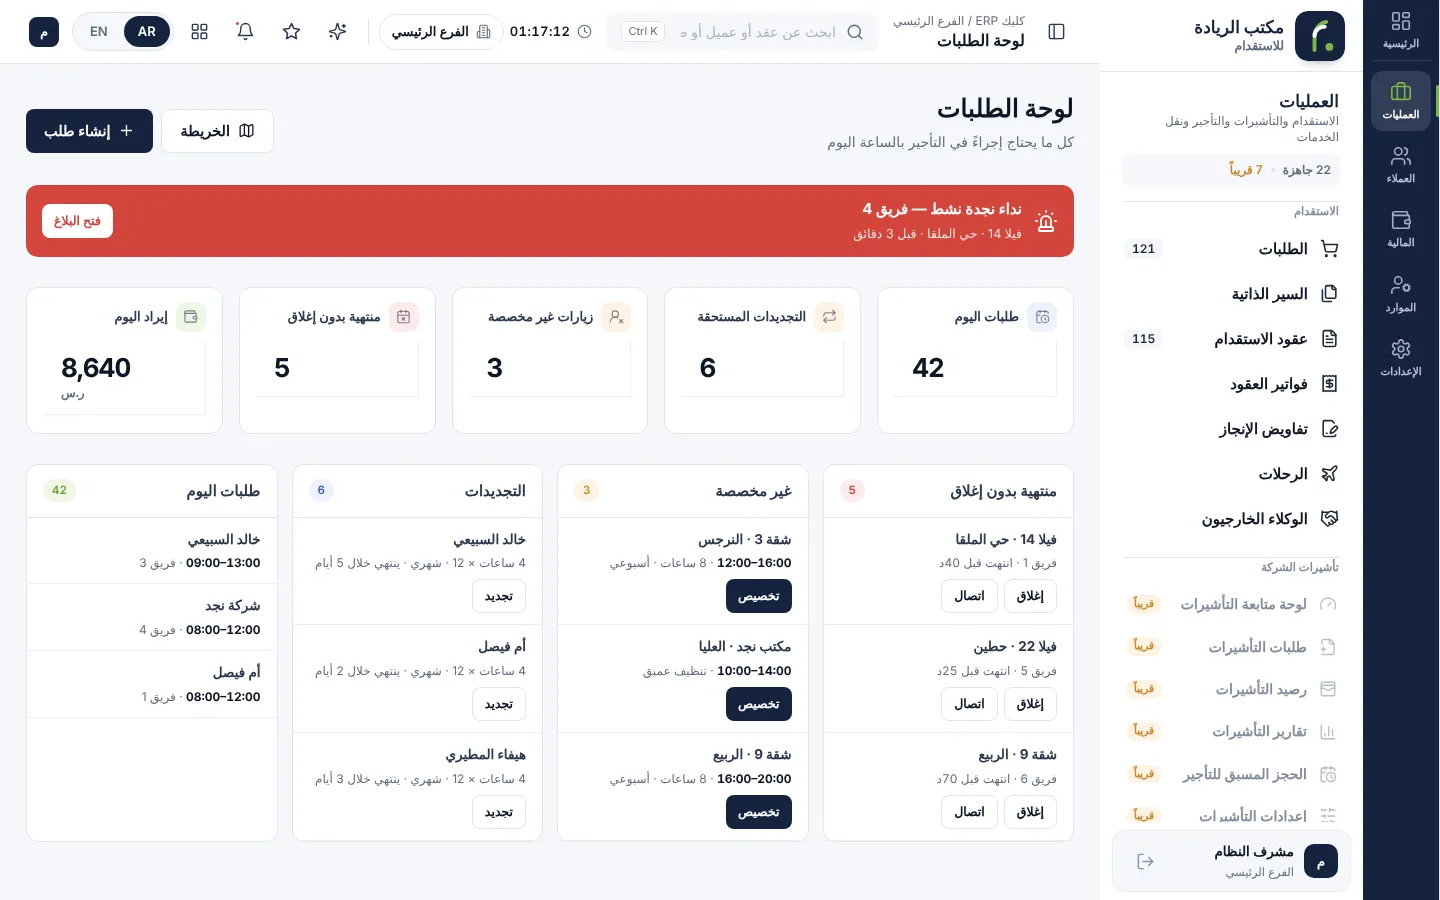 الرئيسية
العمليات
العملاء
المالية
الموارد
الإعدادات
مكتب الريادة
للاستقدام
العمليات
الاستقدام والتأشيرات والتأجير ونقل
الخدمات
22 جاهزة • 7 قريباً
الاستقدام
الطلبات 121
السير الذاتية
عقود الاستقدام 115
فواتير العقود
تفاويض الإنجاز
الرحلات
الوكلاء الخارجيون
تأشيرات الشركة
لوحة متابعة التأشيرات قريباً
طلبات التأشيرات قريباً
رصيد التأشيرات قريباً
تقارير التأشيرات قريباً
الحجز المسبق للتأجير قريباً
إعدادات التأشيرات قريباً
م
مشرف النظام
الفرع الرئيسي
كليك ERP / الفرع الرئيسي
لوحة الطلبات
ابحث عن عقد أو عميل أو Ctrl K
01:17:12
الفرع الرئيسي
AR EN
م
لوحة الطلبات
كل ما يحتاج إجراءً في التأجير بالساعة اليوم
الخريطة
إنشاء طلب
نداء نجدة نشط — فريق 4
فيلا 14 · حي الملقا · قبل 3 دقائق
فتح البلاغ
طلبات اليوم
42
التجديدات المستحقة
6
زيارات غير مخصصة
3
منتهية بدون إغلاق
5
إيراد اليوم
8,640
ر.س
منتهية بدون إغلاق 5
فيلا 14 · حي الملقا
فريق 1 · انتهت قبل 40د
إغلاق اتصال
فيلا 22 · حطين
فريق 5 · انتهت قبل 25د
إغلاق اتصال
شقة 9 · الربيع
فريق 6 · انتهت قبل 70د
إغلاق اتصال
غير مخصصة 3
شقة 3 · النرجس
12:00–16:00 · 8 ساعات · أسبوعي
تخصيص
مكتب نجد · العليا
10:00–14:00 · تنظيف عميق
تخصيص
شقة 9 · الربيع
16:00–20:00 · 8 ساعات · أسبوعي
تخصيص
التجديدات 6
خالد السبيعي
4 ساعات × 12 · شهري · ينتهي خلال 5 أيام
تجديد
أم فيصل
4 ساعات × 12 · شهري · ينتهي خلال 2 أيام
تجديد
هيفاء المطيري
4 ساعات × 12 · شهري · ينتهي خلال 3 أيام
تجديد
طلبات اليوم 42
خالد السبيعي
09:00–13:00 · فريق 3
شركة نجد
08:00–12:00 · فريق 4
أم فيصل
08:00–12:00 · فريق 1